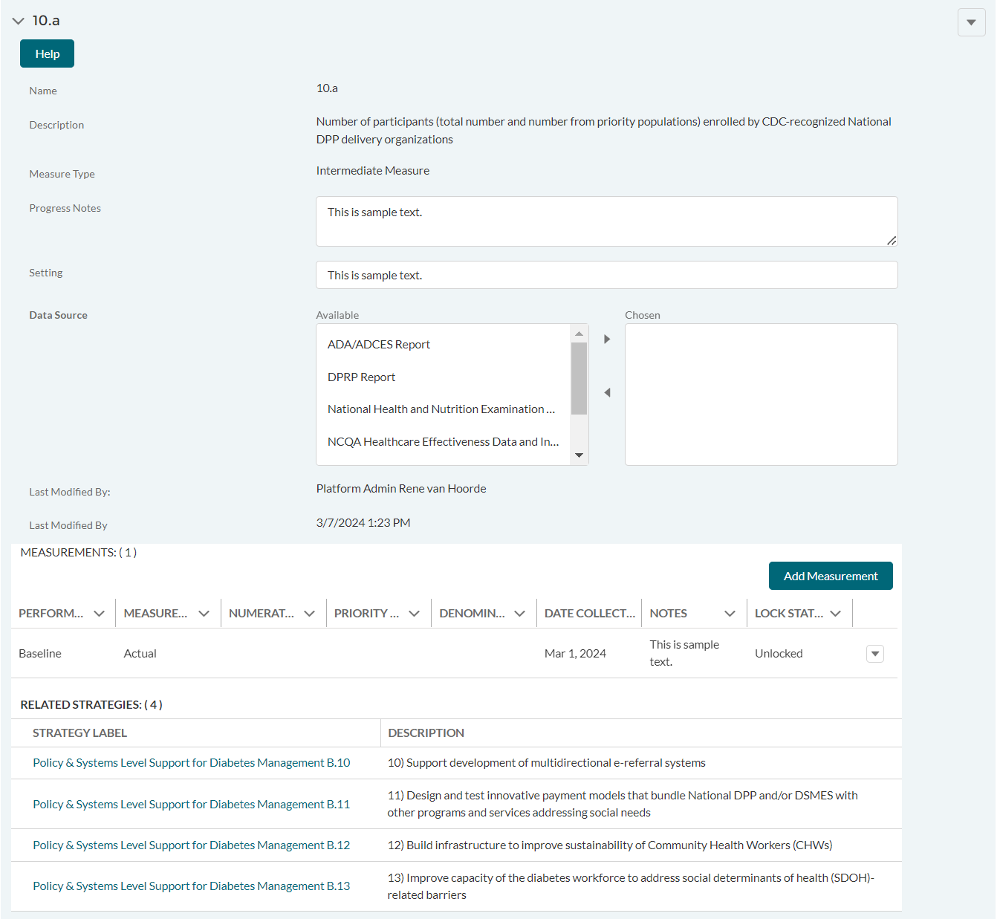 10.a
Help
Name
10.a
Description
Number of participants (total number and number from priority populations) enrolled by CDC-recognized National
DPP delivery organizations
Measure Type
Intermediate Measure
Progress Notes
This is sample text.
Setting
This is sample text.
Data Source
Available
Chosen
ADA/ADCES Report
DPRP Report
National Health and Nutrition Examination ...
NCQA Healthcare Effectiveness Data and In...
Last Modified By:
Platform Admin Rene van Hoorde
Last Modified By
3/7/2024 1:23 PM
MEASUREMENTS: ( 1 )
Add Measurement
PERFORM... MEASURE... NUMERAT... PRIORITY ... DENOMIN... DATE COLLECT... NOTES LOCK STAT...
Baseline Actual Mar 1, 2024 This is sample
text. Unlocked
RELATED STRATEGIES: ( 4 )
STRATEGY LABEL DESCRIPTION
Policy & Systems Level Support for Diabetes Management B.10
10) Support development of multidirectional e-referral systems
Policy & Systems Level Support for Diabetes Management B.11
11) Design and test innovative payment models that bundle National DPP and/or DSMES with
other programs and services addressing social needs
Policy & Systems Level Support for Diabetes Management B.12
12) Build infrastructure to improve sustainability of Community Health Workers (CHWs)
Policy & Systems Level Support for Diabetes Management B.13
13) Improve capacity of the diabetes workforce to address social determinants of health (SDOH)-
related barriers